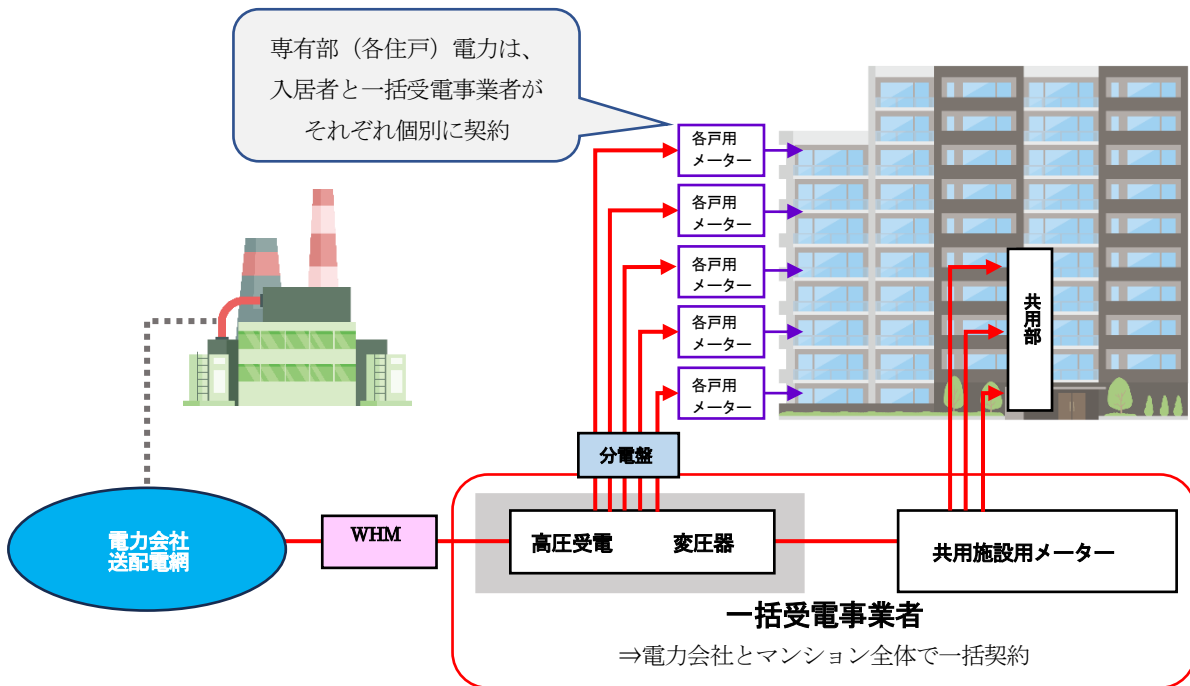 専有部（各住戸）電力は、
入居者と一括受電事業者が
それぞれ個別に契約
各戸用
メーター
各戸用
メーター
各戸用
メーター
各戸用
メーター
各戸用
メーター
共用部
分電盤
電力会社
送配電網
WHM
高圧受電　　変圧器
共用施設用メーター
一括受電事業者
⇒電力会社とマンション全体で一括契約